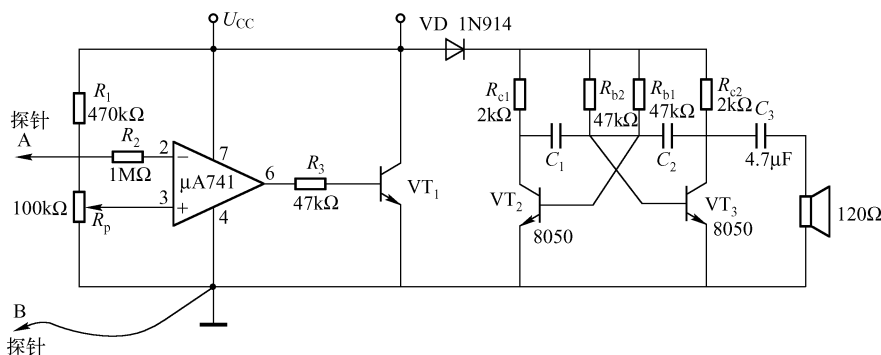 U_CC
VD 1N914
R_1
470kΩ
探针
A
R_2
1MΩ
2
−
7
μA741
6
3
+
4
100kΩ
R_p
R_3
47kΩ
VT_1
R_c1
2kΩ
R_b2
47kΩ
R_b1
47kΩ
R_c2
2kΩ
C_3
4.7μF
C_1
C_2
VT_2
8050
VT_3
8050
120Ω
B
探针